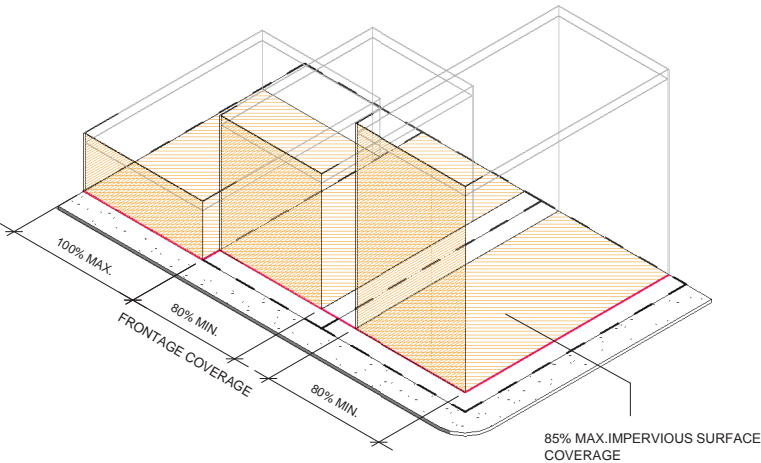 100% MAX.
80% MIN.
FRONTAGE COVERAGE
80% MIN.
85% MAX.IMPERVIOUS SURFACE
COVERAGE